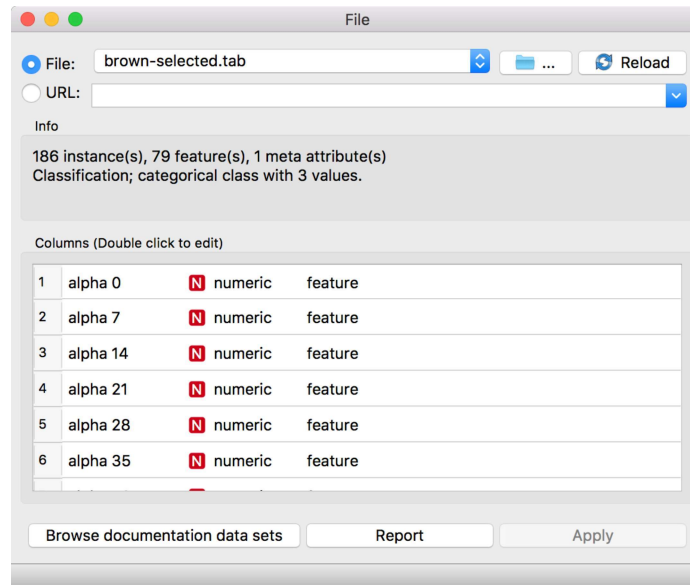 File
File: brown-selected.tab ... Reload
URL:
Info
186 instance(s), 79 feature(s), 1 meta attribute(s)
Classification; categorical class with 3 values.
Columns (Double click to edit)
1 alpha 0 N numeric feature
2 alpha 7 N numeric feature
3 alpha 14 N numeric feature
4 alpha 21 N numeric feature
5 alpha 28 N numeric feature
6 alpha 35 N numeric feature
Browse documentation data sets Report Apply